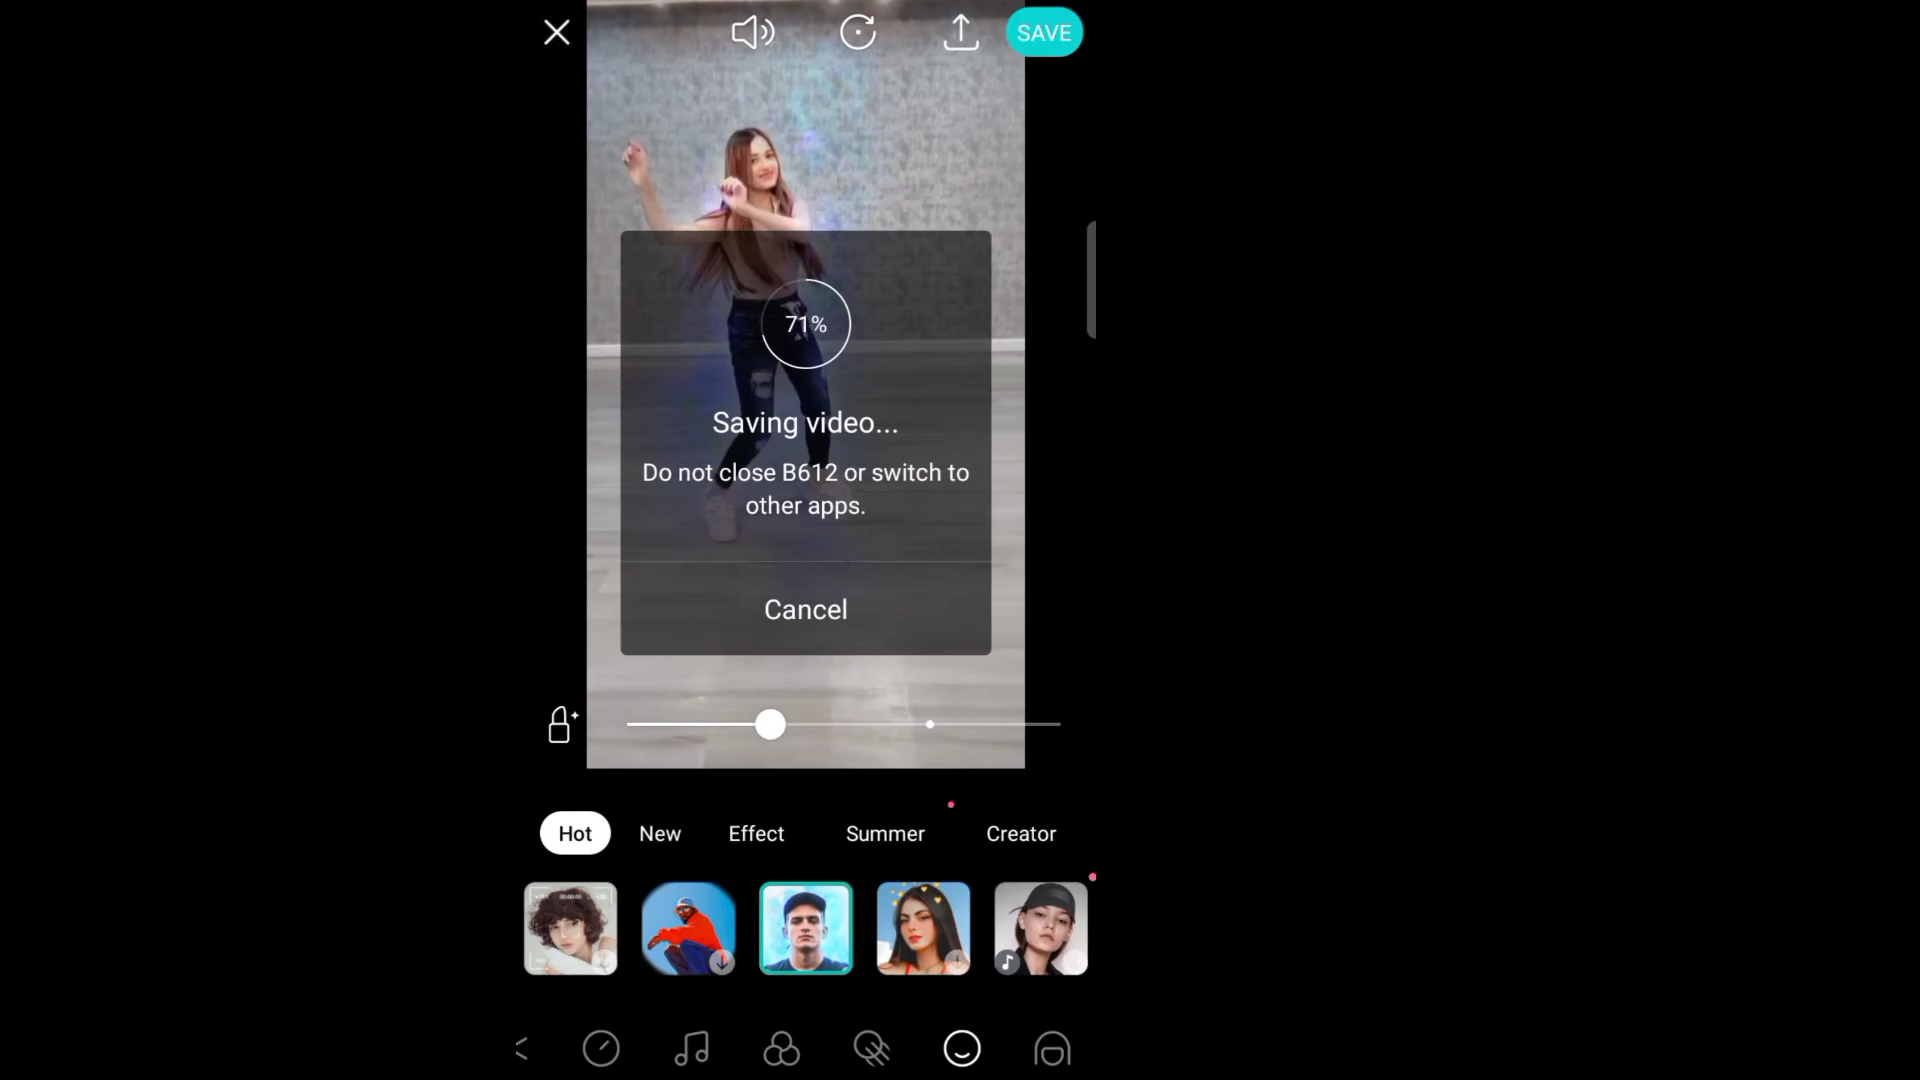 SAVE
71%
Saving video...
Do not close B612 or switch to
other apps.
Cancel
Hot New Effect Summer Creator